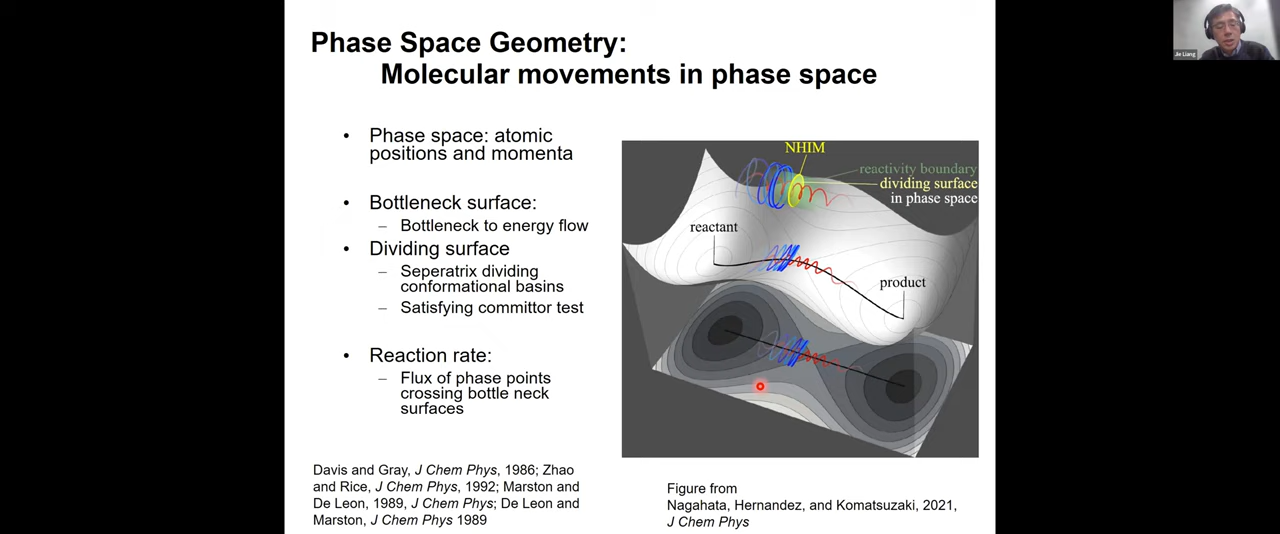 Phase Space Geometry:
Molecular movements in phase space
• Phase space: atomic
positions and momenta
• Bottleneck surface:
– Bottleneck to energy flow
• Dividing surface
– Seperatrix dividing
conformational basins
– Satisfying committor test
• Reaction rate:
– Flux of phase points
crossing bottle neck
surfaces
Davis and Gray, J Chem Phys, 1986; Zhao
and Rice, J Chem Phys, 1992; Marston and
De Leon, 1989, J Chem Phys; De Leon and
Marston, J Chem Phys 1989
NHIM
reactivity boundary
dividing surface
in phase space
reactant
product
Figure from
Nagahata, Hernandez, and Komatsuzaki, 2021,
J Chem Phys
Jie Liang